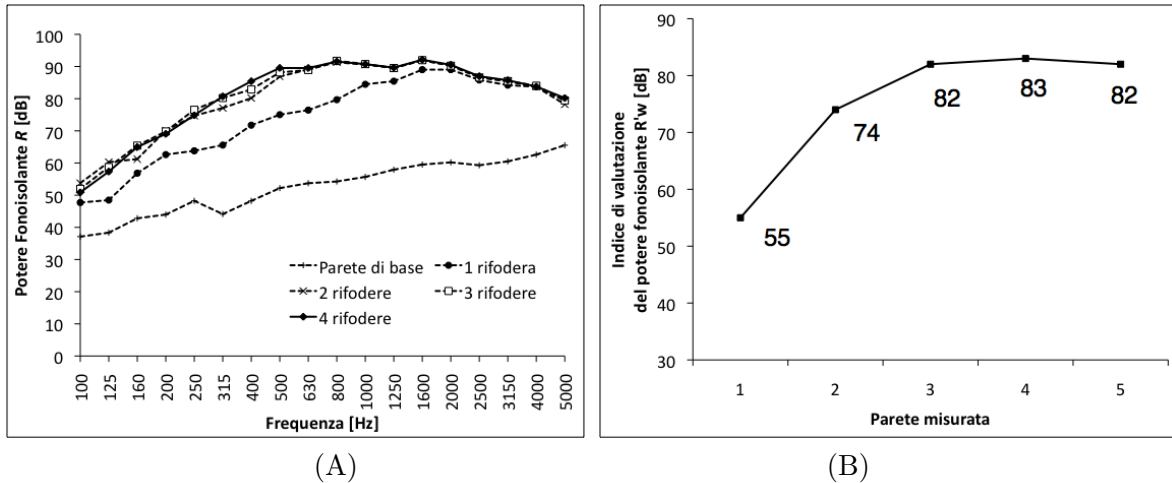 100
90
80
70
60
50
40
30
20
10
0
Potere Fonoisolante R [dB]
Parete di base
1 rifodera
2 rifodere
3 rifodere
4 rifodere
100 125 160 200 250 315 400 500 630 800 1000 1250 1600 2000 2500 3150 4000 5000
Frequenza [Hz]
(A)
90
80
70
60
50
40
30
Indice di valutazione
del potere fonoisolante R'w [dB]
55
74
82
83
82
1 2 3 4 5
Parete misurata
(B)